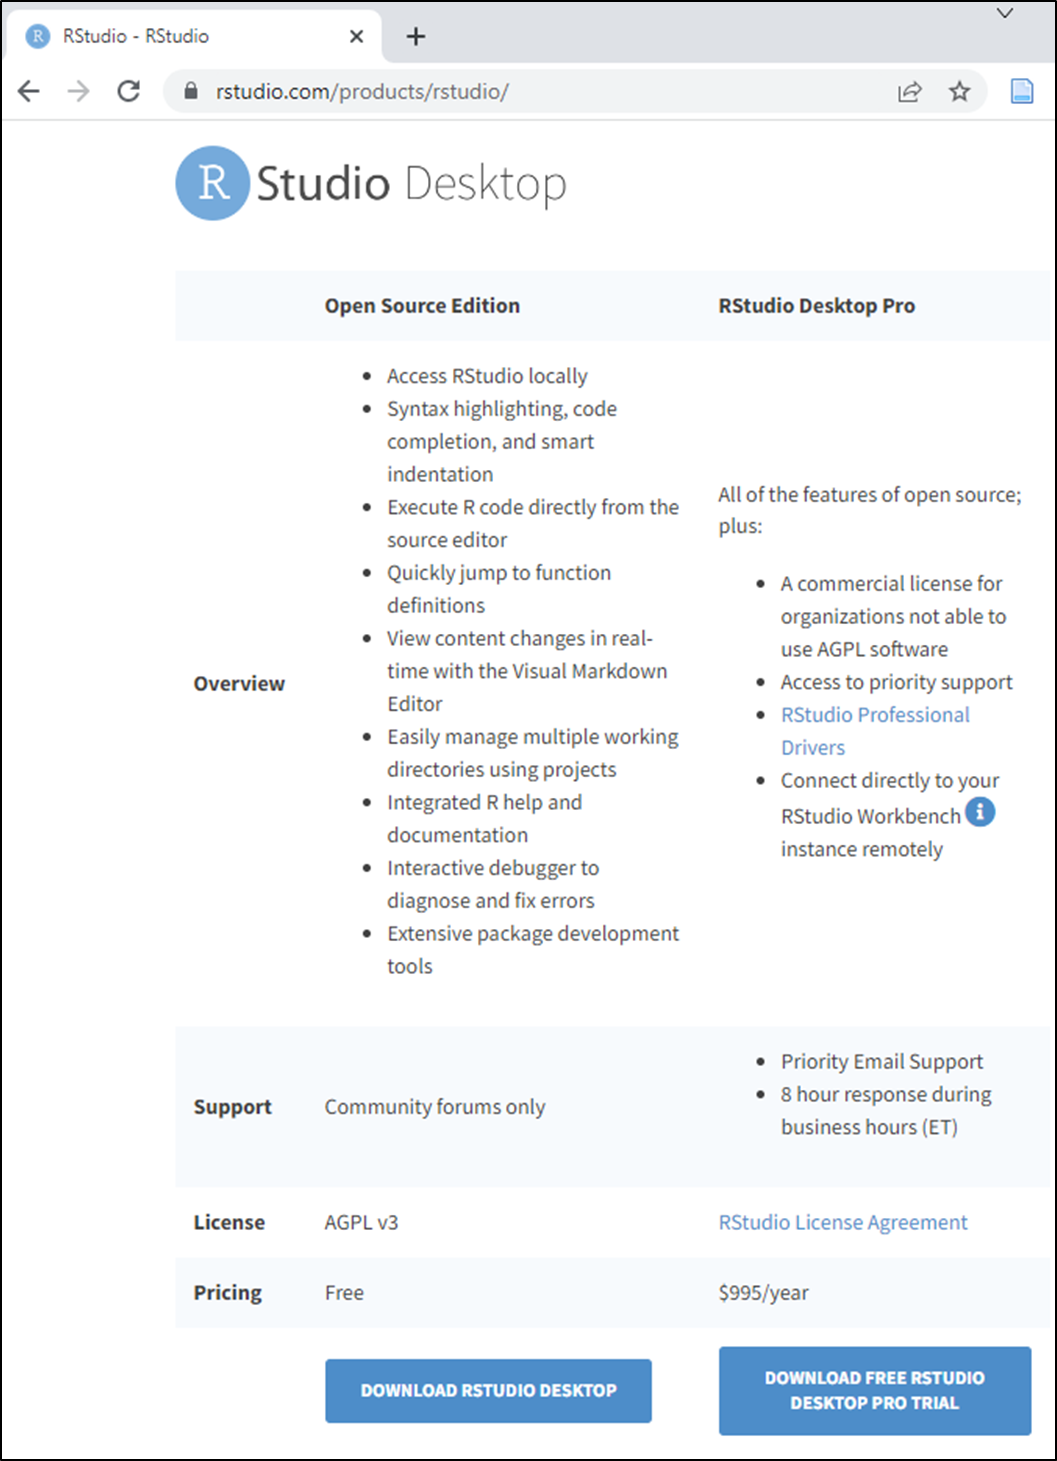 R RStudio - RStudio
rstudio.com/products/rstudio/
R Studio Desktop
Open Source Edition
RStudio Desktop Pro
Overview
Access RStudio locally
Syntax highlighting, code
completion, and smart
indentation
Execute R code directly from the
source editor
Quickly jump to function
definitions
View content changes in real-
time with the Visual Markdown
Editor
Easily manage multiple working
directories using projects
Integrated R help and
documentation
Interactive debugger to
diagnose and fix errors
Extensive package development
tools
All of the features of open source;
plus:
A commercial license for
organizations not able to
use AGPL software
Access to priority support
RStudio Professional
Drivers
Connect directly to your
RStudio Workbench i
instance remotely
Support
Community forums only
Priority Email Support
8 hour response during
business hours (ET)
License
AGPL v3
RStudio License Agreement
Pricing
Free
$995/year
DOWNLOAD RSTUDIO DESKTOP
DOWNLOAD FREE RSTUDIO
DESKTOP PRO TRIAL